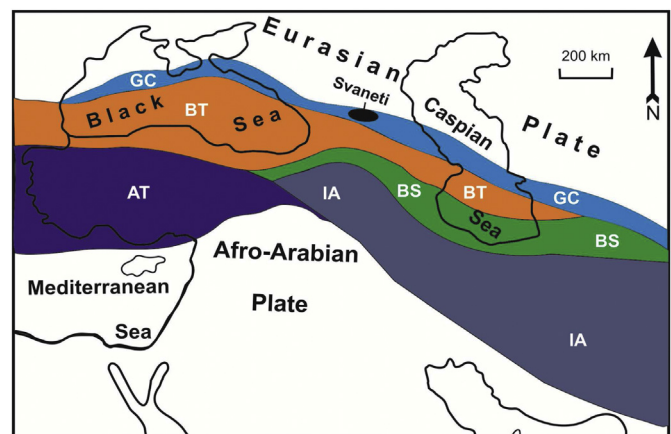 Eurasian
Plate
200 km
N
GC
Svaneti
Black
BT
Sea
Caspian
AT
IA
BS
BT
GC
Sea
BS
Afro-Arabian
Plate
Mediterranean
Sea
IA